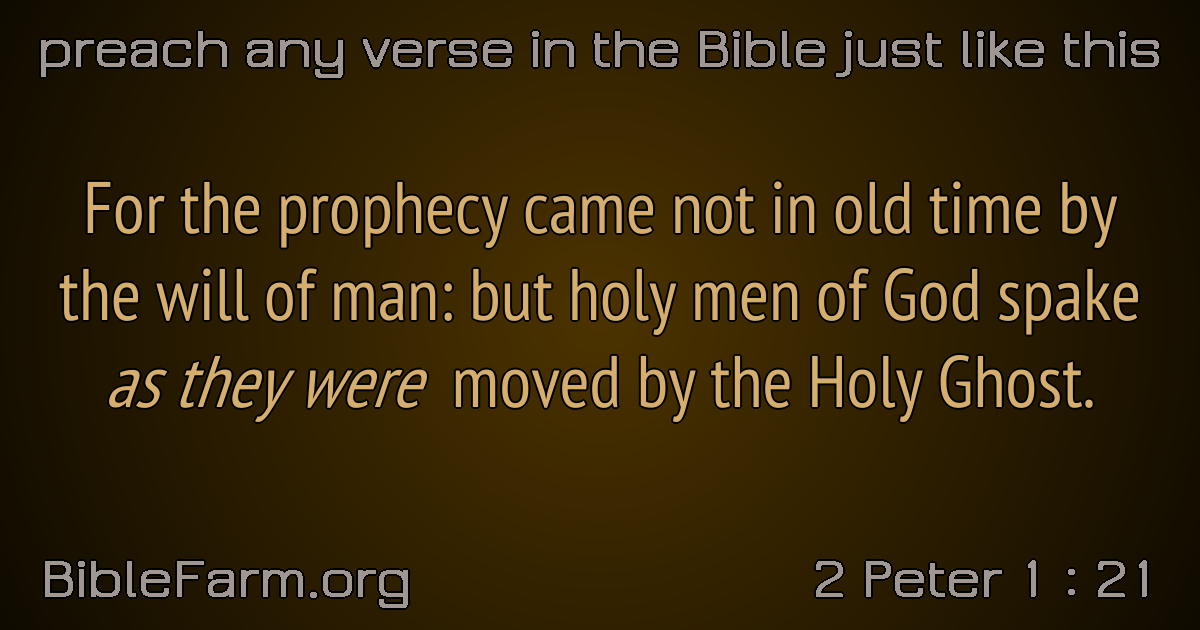 preach any verse in the Bible just like this
For the prophecy came not in old time by
the will of man: but holy men of God spake
as they were moved by the Holy Ghost.
BibleFarm.org
2 Peter 1 : 21